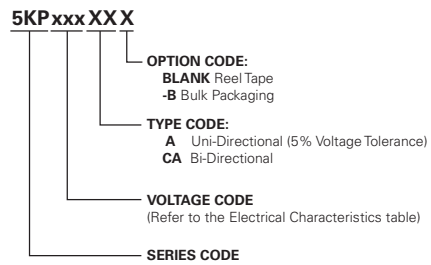 5KPxxxXXX
OPTION CODE:
BLANK Reel Tape
-B Bulk Packaging
TYPE CODE:
A Uni-Directional (5% Voltage Tolerance)
CA Bi-Directional
VOLTAGE CODE
(Refer to the Electrical Characteristics table)
SERIES CODE